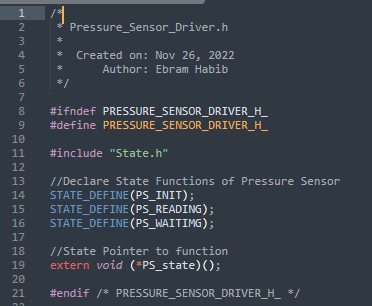 1 /*
2 * Pressure_Sensor_Driver.h
3 *
4 * Created on: Nov 26, 2022
5 * Author: Ebram Habib
6 */
7
8 #ifndef PRESSURE_SENSOR_DRIVER_H_
9 #define PRESSURE_SENSOR_DRIVER_H_
10
11 #include "State.h"
12
13 //Declare State Functions of Pressure Sensor
14 STATE_DEFINE(PS_INIT);
15 STATE_DEFINE(PS_READING);
16 STATE_DEFINE(PS_WAITIMG);
17
18 //State Pointer to function
19 extern void (*PS_state)();
20
21 #endif /* PRESSURE_SENSOR_DRIVER_H_ */
22